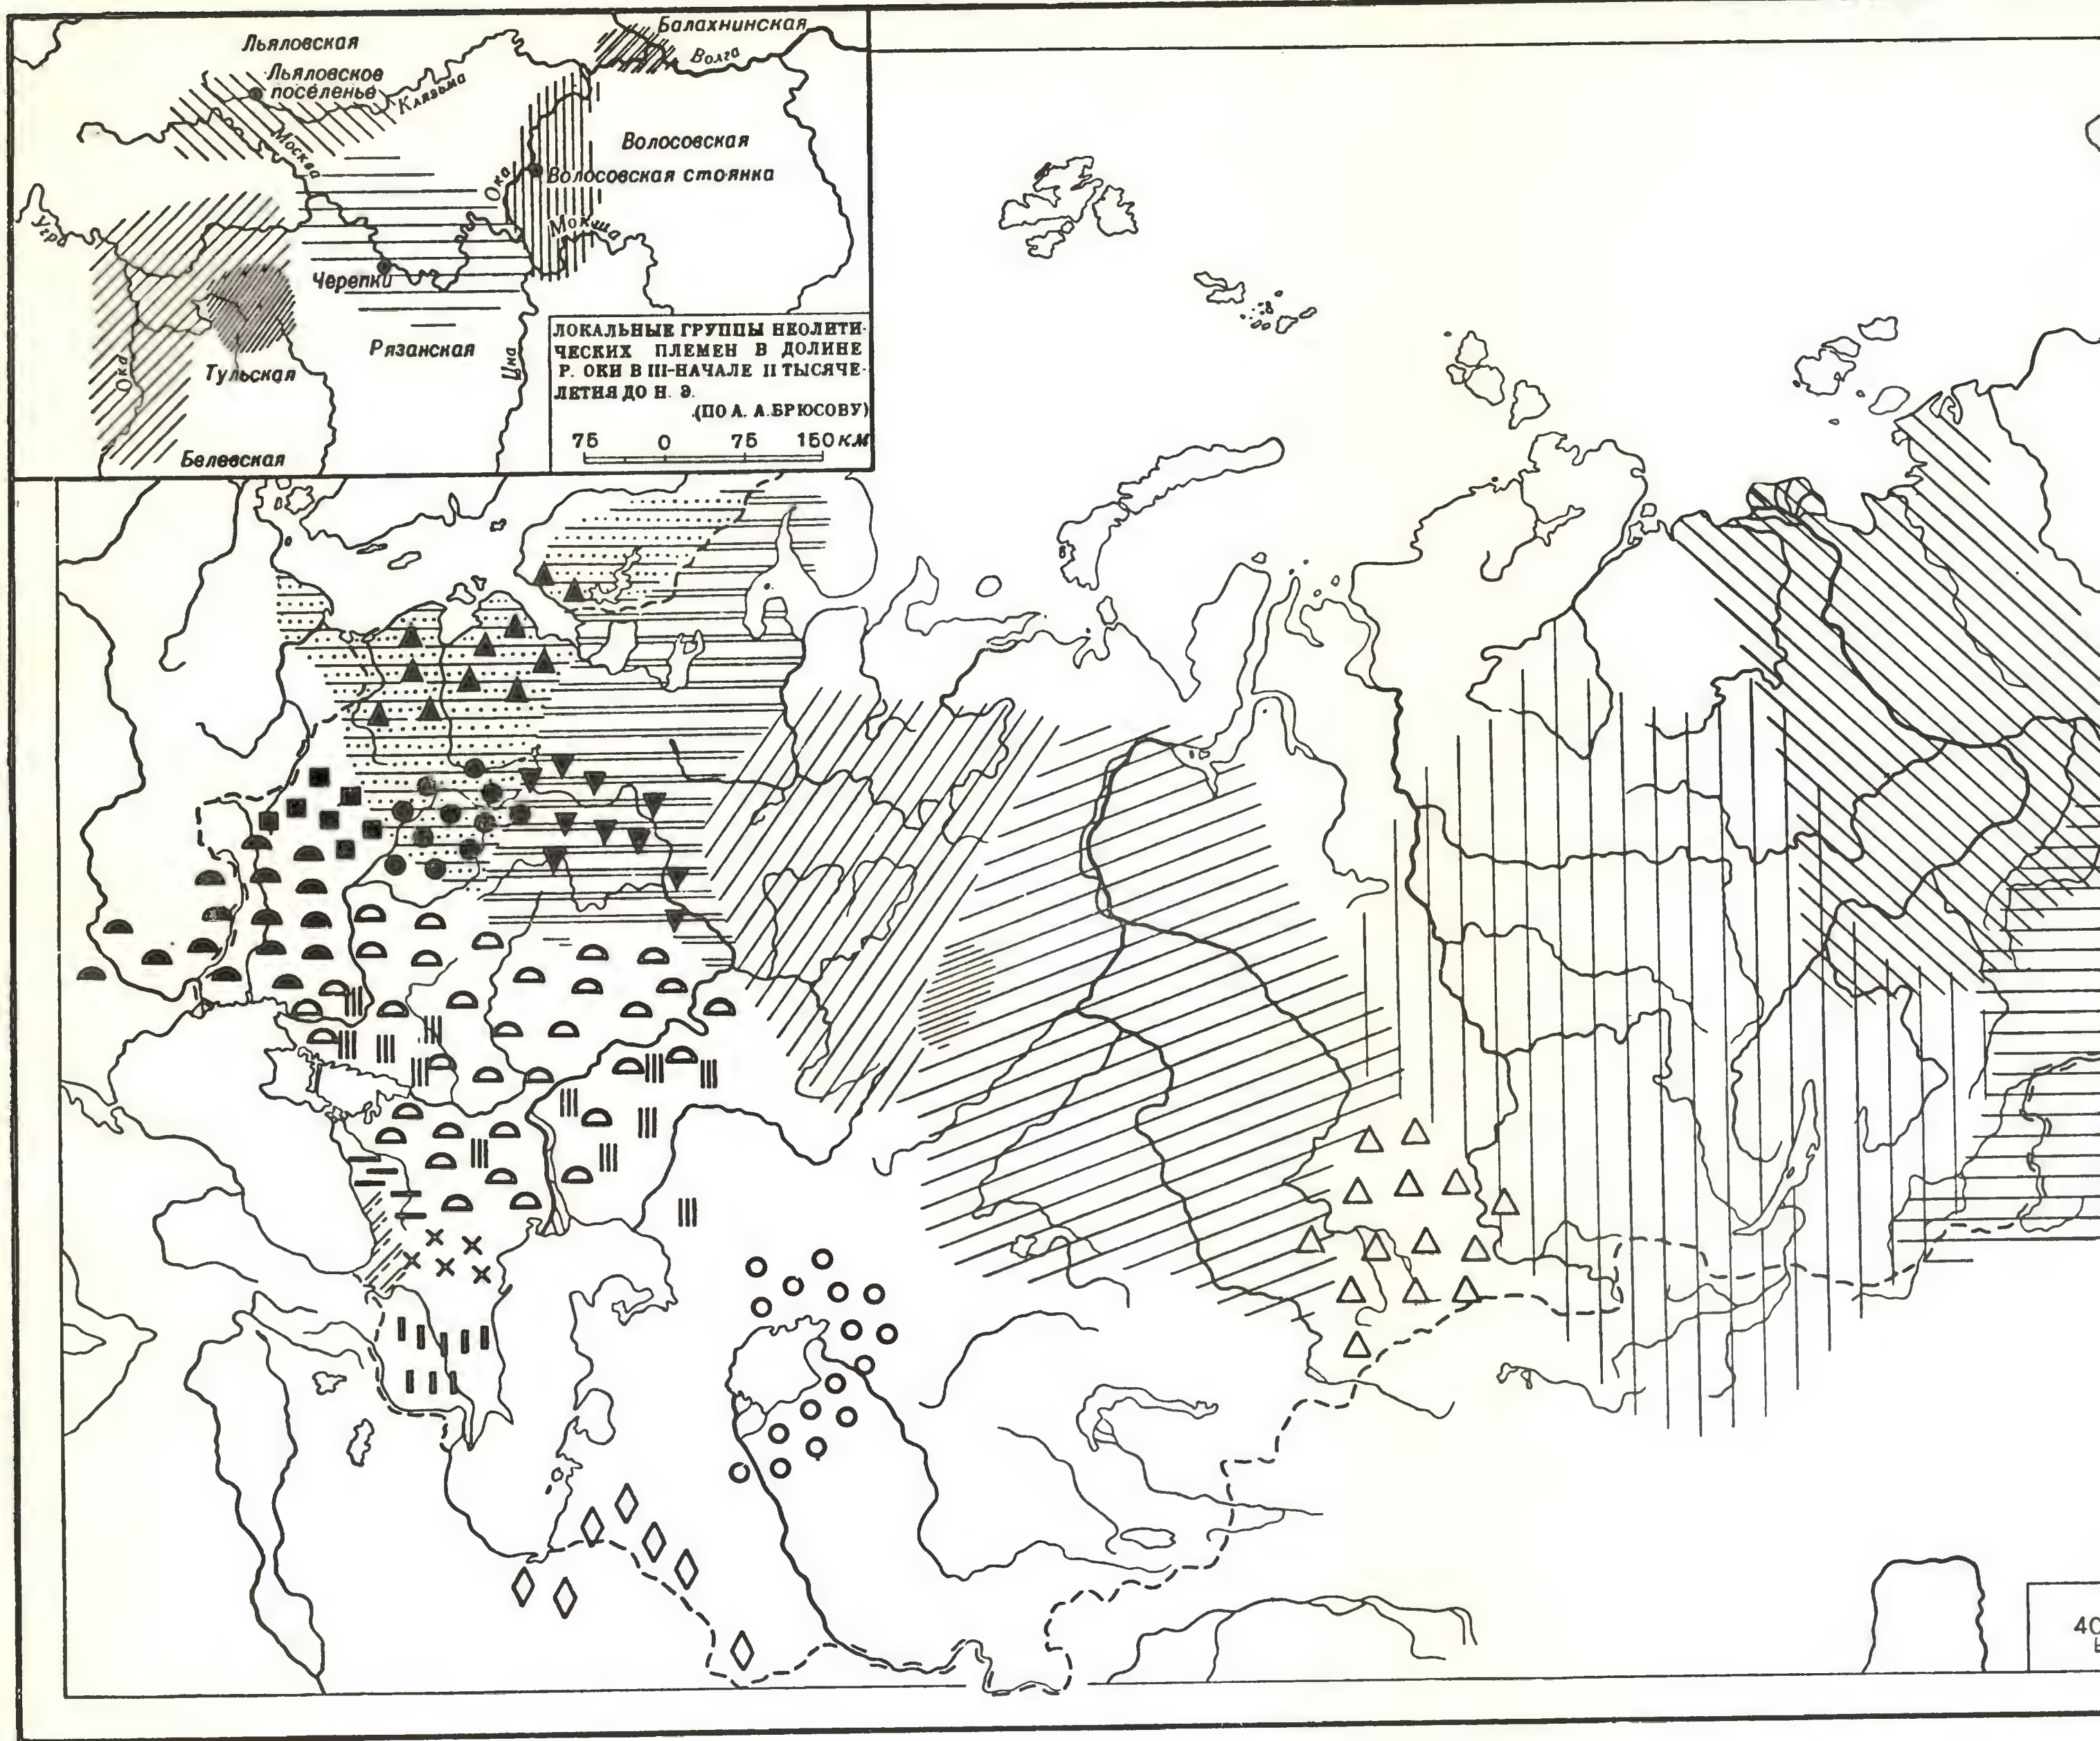 Балахнинская
Льяловская
Волга
Льяловское
поселенье
Клязьма
Москва
Волосовская
Ока
Волосовская стоянка
Мокша
Угра
Черепки
Рязанская
Цна
Ока
Тульская
Белевская
ЛОКАЛЬНЫЕ ГРУППЫ НЕОЛИТИ-
ЧЕСКИХ ПЛЕМЕН В ДОЛИНЕ
Р. ОКИ В III-НАЧАЛЕ II ТЫСЯЧЕ-
ЛЕТИЯ ДО Н. Э.
(ПО А. А. БРЮСОВУ)
75 0 75 150 км